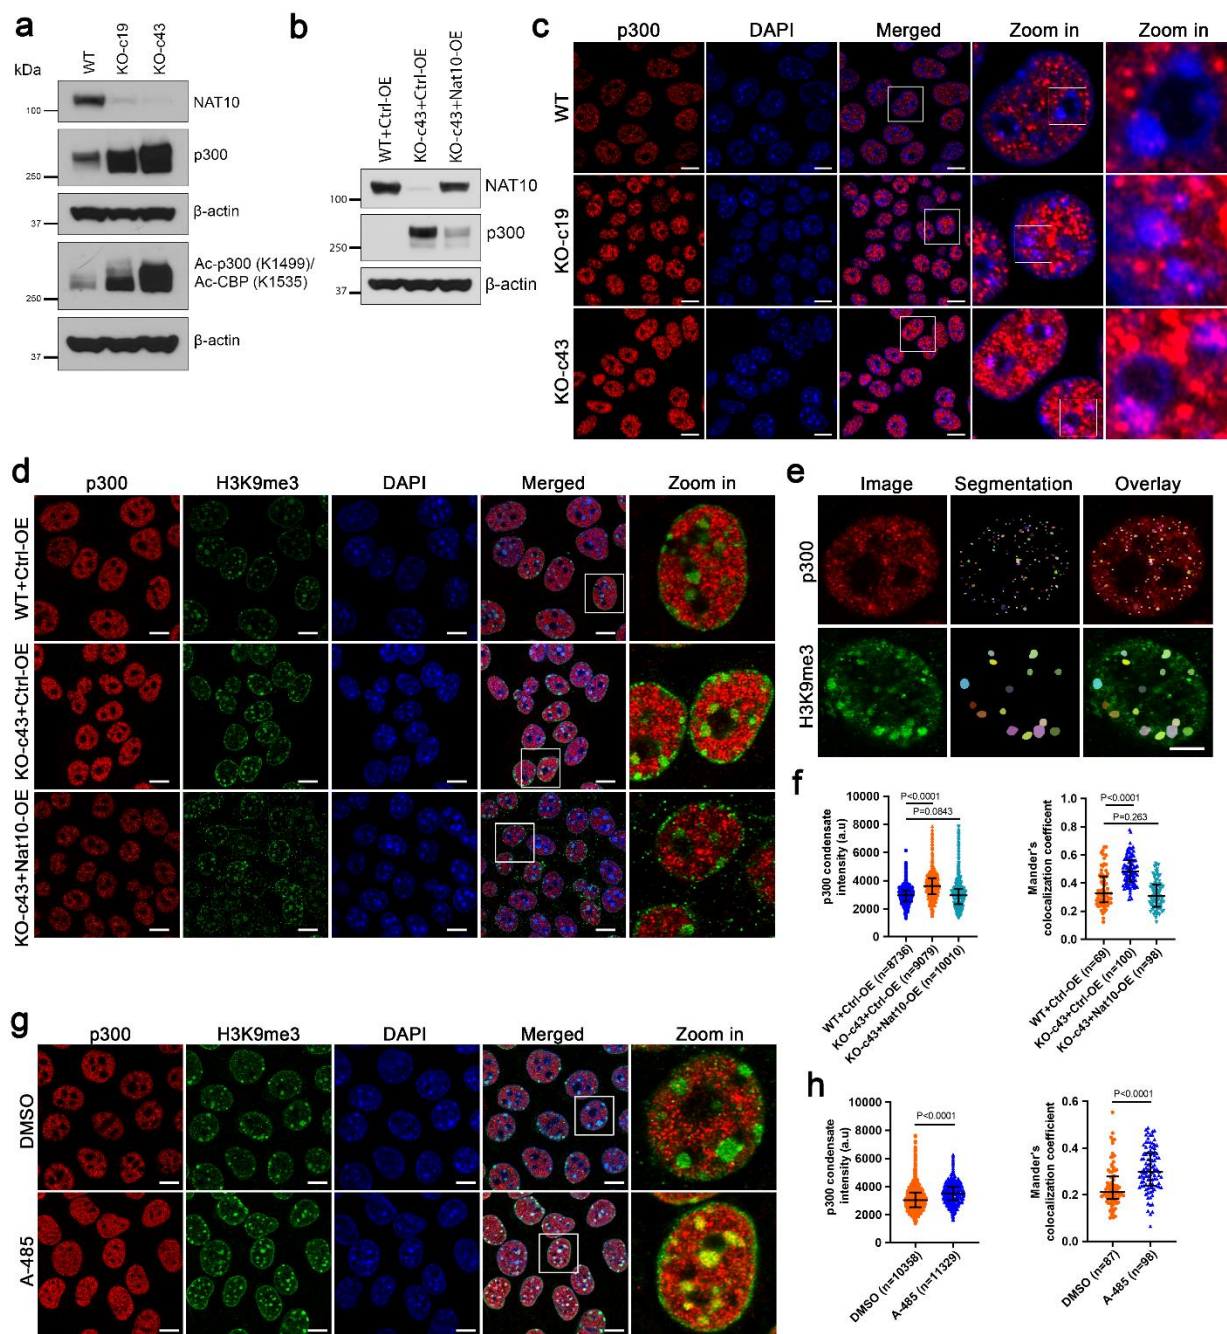 a
kDa
WT
KO-c19
KO-c43
NAT10
100
p300
250
β-actin
37
Ac-p300 (K1499)/
Ac-CBP (K1535)
250
β-actin
37
b
WT+Ctrl-OE
KO-c43+Ctrl-OE
KO-c43+Nat10-OE
NAT10
100
p300
250
β-actin
37
c
p300 DAPI Merged Zoom in Zoom in
WT
KO-c19
KO-c43
d
p300 H3K9me3 DAPI Merged Zoom in
WT+Ctrl-OE
KO-c43+Ctrl-OE
KO-c43+Nat10-OE
e
Image Segmentation Overlay
p300
H3K9me3
f
p300 condensate
intensity (a.u)
10000
8000
6000
4000
2000
0
P<0.0001
P=0.0843
WT+Ctrl-OE (n=8736)
KO-c43+Ctrl-OE (n=9079)
KO-c43+Nat10-OE (n=10010)
Mander's
colocalization coefficent
1.0
0.8
0.6
0.4
0.2
0.0
P<0.0001
P=0.263
WT+Ctrl-OE (n=69)
KO-c43+Ctrl-OE (n=100)
KO-c43+Nat10-OE (n=98)
g
p300 H3K9me3 DAPI Merged Zoom in
DMSO
A-485
h
p300 condensate
intensity (a.u)
10000
8000
6000
4000
2000
0
P<0.0001
DMSO (n=10358)
A-485 (n=11329)
Mander's
colocalization coefficient
0.6
0.4
0.2
0.0
P<0.0001
DMSO (n=87)
A-485 (n=98)